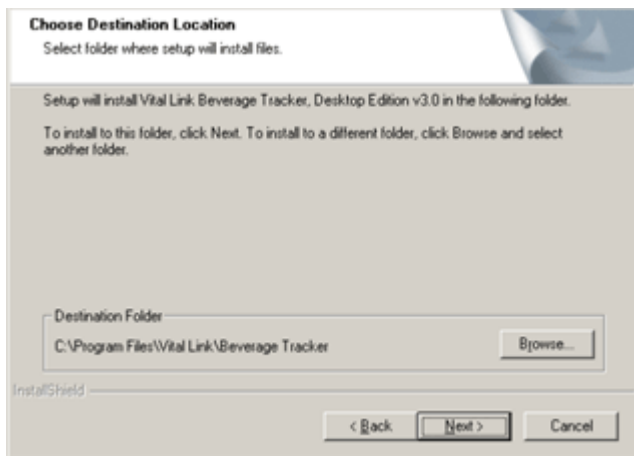 Choose Destination Location
Select folder where setup will install files.
Setup will install Vital Link Beverage Tracker, Desktop Edition v3.0 in the following folder.
To install to this folder, click Next. To install to a different folder, click Browse and select
another folder.
Destination Folder
C:\Program Files\Vital Link\Beverage Tracker
Browse...
InstallShield
< Back
Next >
Cancel